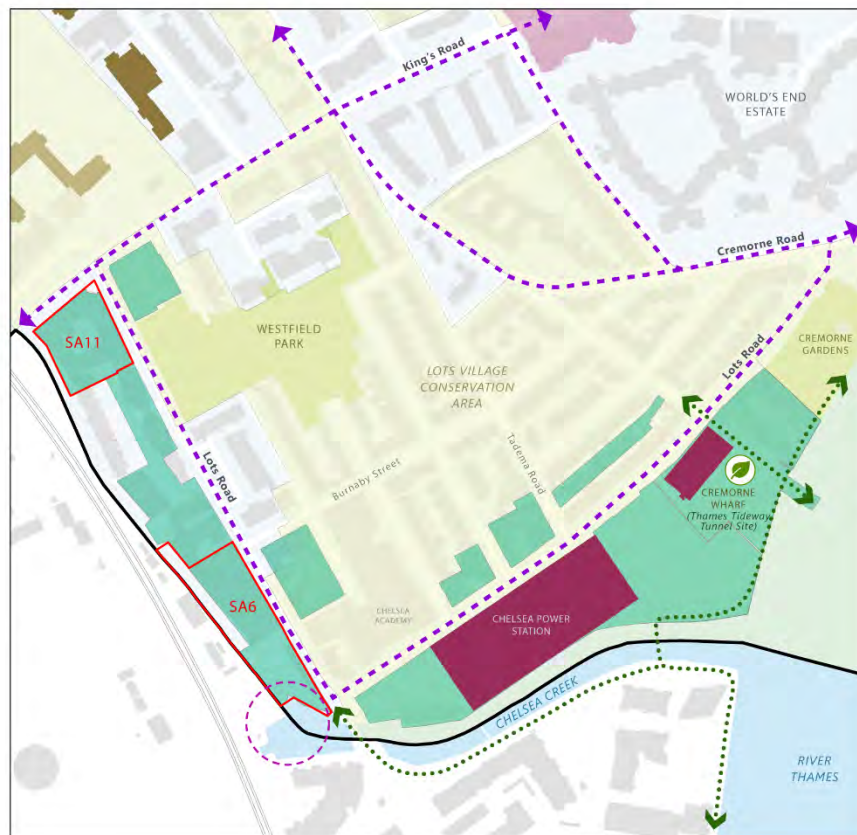 King's Road
WORLD'S END
ESTATE
Cremorne Road
SA11
WESTFIELD
PARK
CREMORNE
GARDENS
LOTS VILLAGE
CONSERVATION
AREA
Lots Road
Lots Road
Burnaby Street
Tadema Road
CREMORNE
WHARF
(Thames Tideway
Tunnel Site)
SA6
CHELSEA
ACADEMY
CHELSEA POWER
STATION
CHELSEA CREEK
RIVER
THAMES